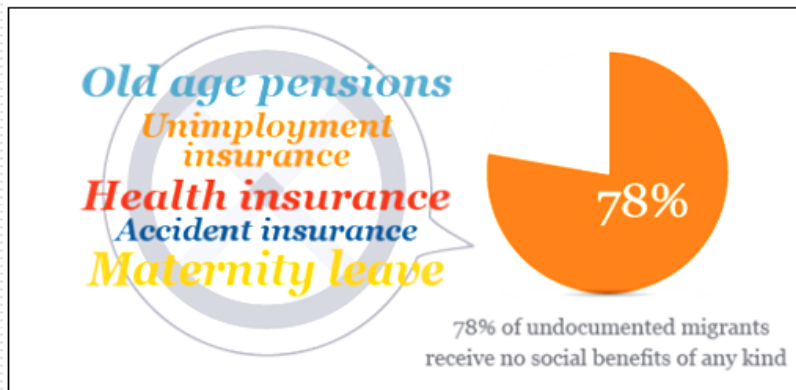 Old age pensions
Unimployment
insurance
Health insurance
Accident insurance
Maternity leave
78%
78% of undocumented migrants
receive no social benefits of any kind